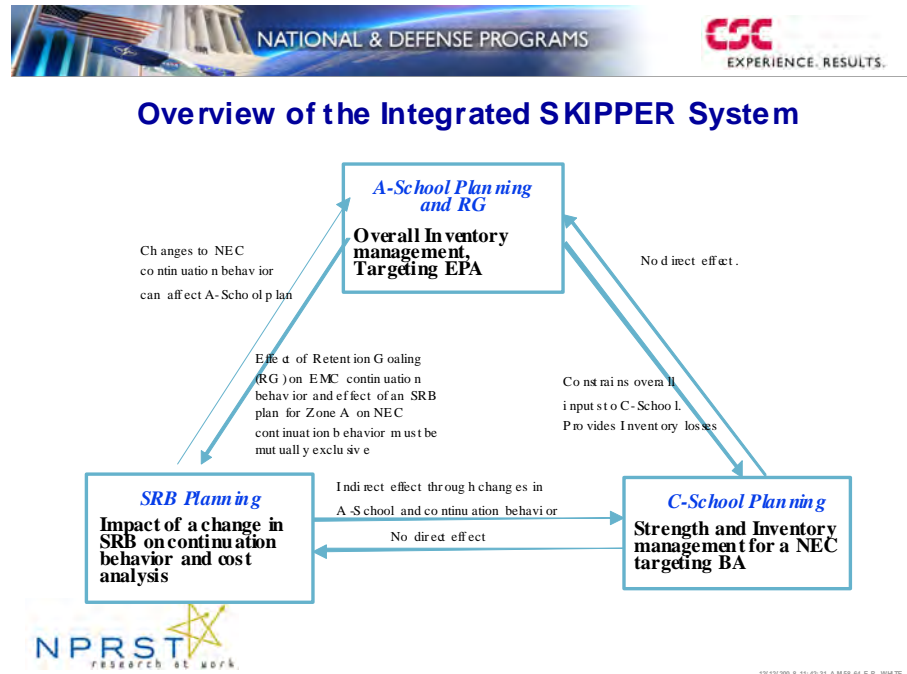 NATIONAL & DEFENSE PROGRAMS
CSC
EXPERIENCE. RESULTS.
Overview of the Integrated SKIPPER System
A-School Planning
and RG
Overall Inventory
management,
Targeting EPA
Changes to NEC
continuation behavior
can affect A-School plan
No direct effect.
Effect of Retention Goaling
(RG) on EMC continuation
behavior and effect of an SRB
plan for Zone A on NEC
continuation behavior must be
mutually exclusive
Constrains overall
inputs to C-School.
Provides Inventory losses
SRB Planning
Impact of a change in
SRB on continuation
behavior and cost
analysis
Indirect effect through changes in
A-School and continuation behavior
No direct effect
C-School Planning
Strength and Inventory
management for a NEC
targeting BA
NPRST
research at work